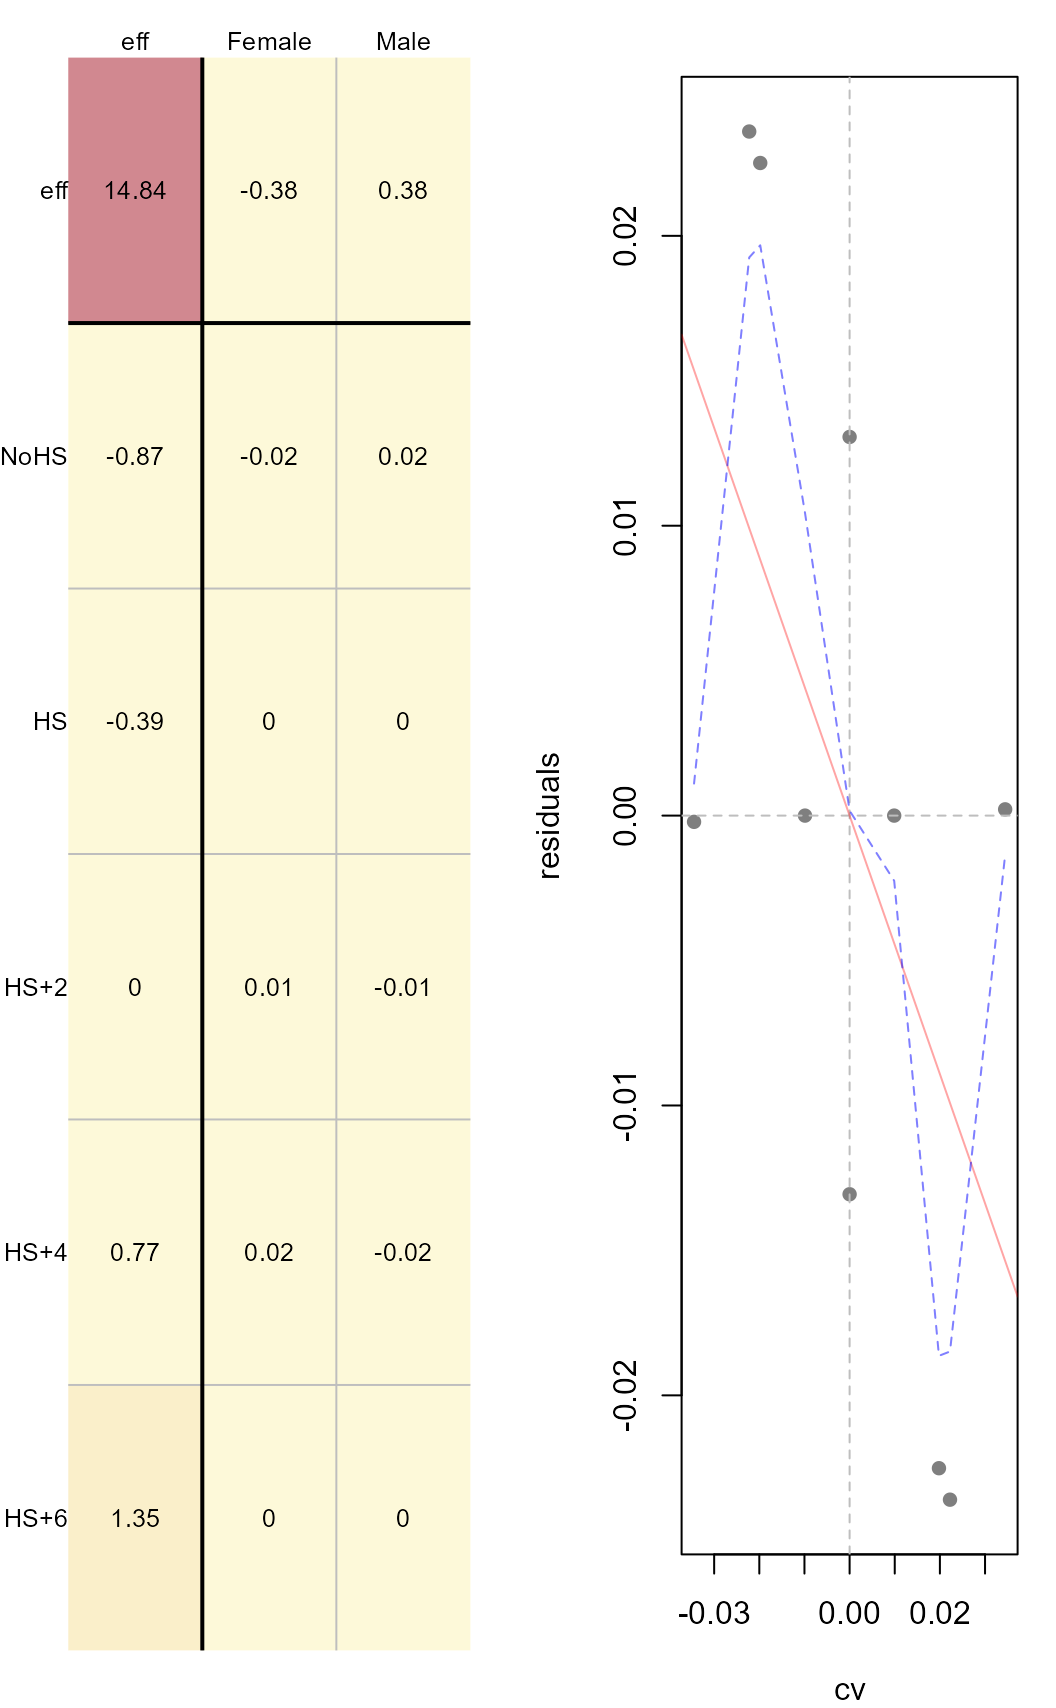 eff Female Male
eff 14.84 -0.38 0.38
NoHS -0.87 -0.02 0.02
HS -0.39 0 0
HS+2 0 0.01 -0.01
HS+4 0.77 0.02 -0.02
HS+6 1.35 0 0
residuals
0.02
0.01
0.00
-0.01
-0.02
-0.03 0.00 0.02
cv